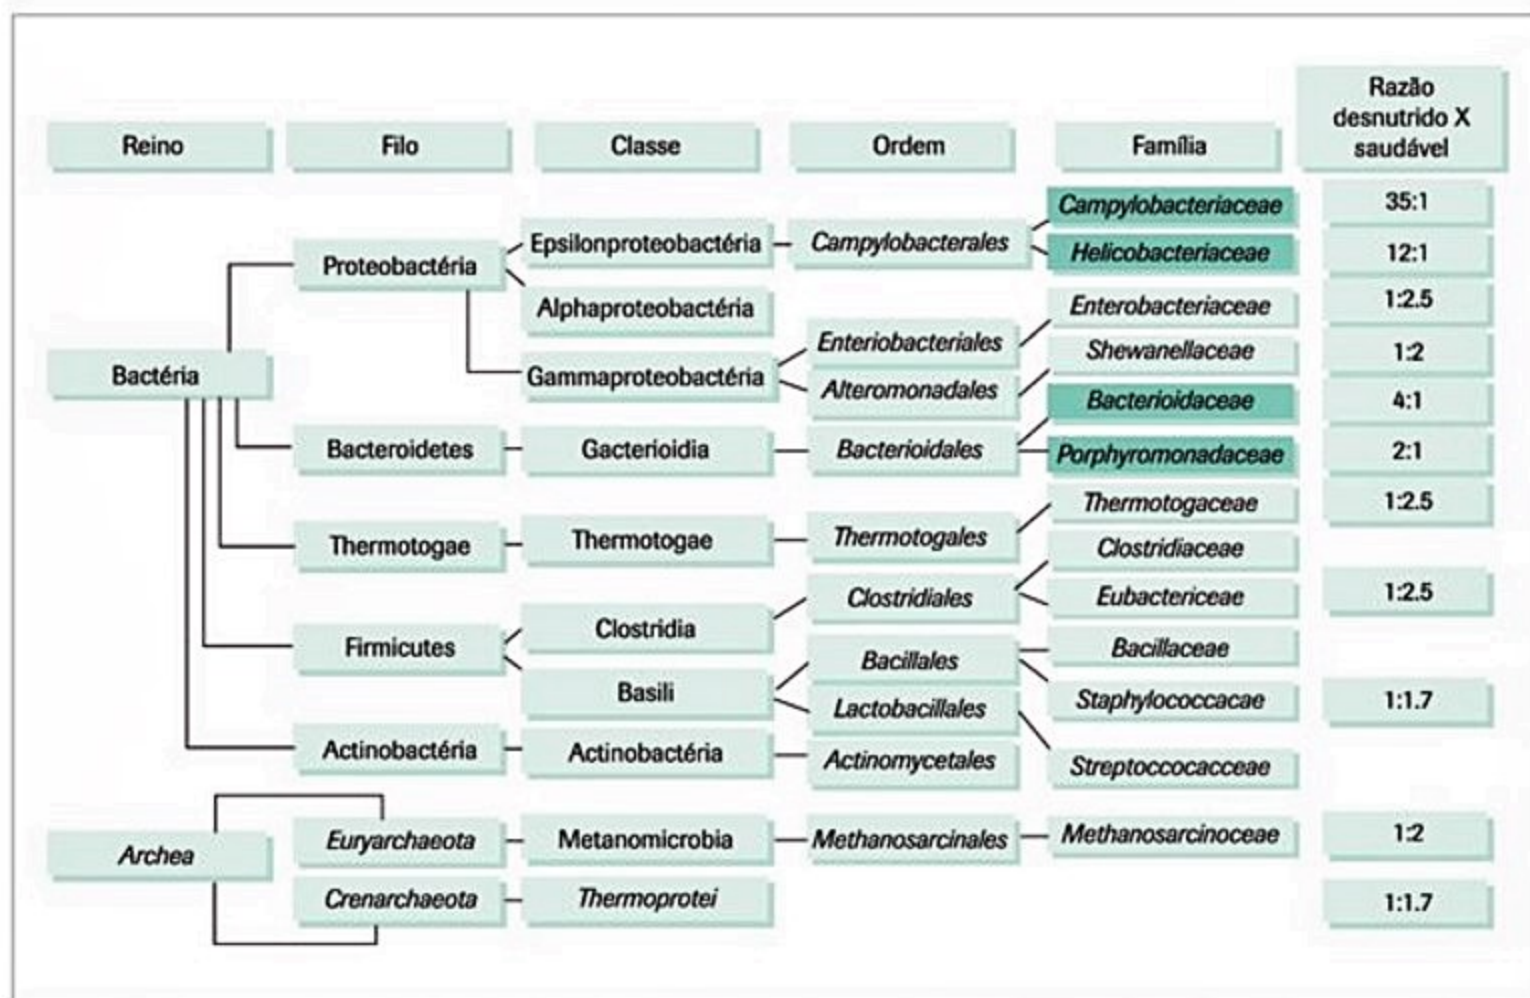 Reino
Filo
Classe
Ordem
Família
Razão
desnutrido X
saudável
Campylobacteriaceae
35:1
Epsilonproteobactéria
Campylobacterales
Proteobactéria
Helicobacteriaceae
12:1
Alphaproteobactéria
Enterobacteriaceae
1:2.5
Enteriobacteriales
Shewanellaceae
1:2
Bactéria
Gammaproteobactéria
Alteromonadales
Bacterioidaceae
4:1
Bacteroidetes
Gacterioidia
Bacterioidales
Porphyromonadaceae
2:1
Thermotogaceae
1:2.5
Thermotogae
Thermotogae
Thermotogales
Clostridiaceae
Clostridiales
Eubactericeae
1:2.5
Firmicutes
Clostridia
Bacillales
Bacillaceae
Basili
Lactobacillales
Staphylococcacae
1:1.7
Actinobactéria
Actinobactéria
Actinomycetales
Streptoccocacceae
Archea
Euryarchaeota
Metanomicrobia
Methanosarcinales
Methanosarcinoceae
1:2
Crenarchaeota
Thermoprotei
1:1.7